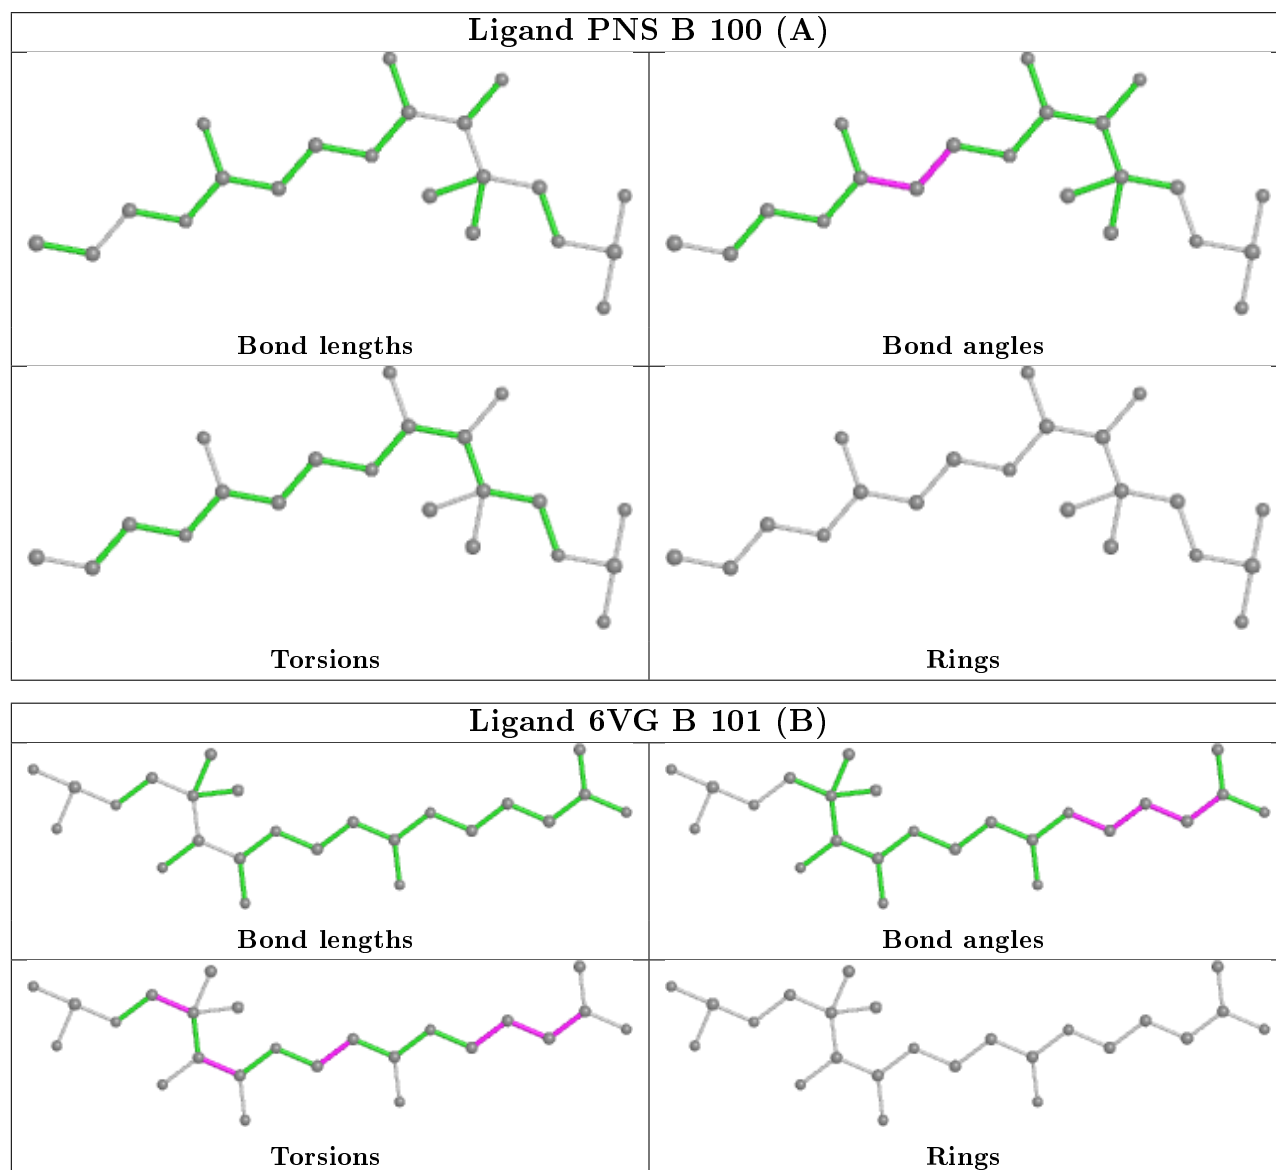 Ligand PNS B 100 (A)
Bond lengths
Bond angles
Torsions
Rings
Ligand 6VG B 101 (B)
Bond lengths
Bond angles
Torsions
Rings